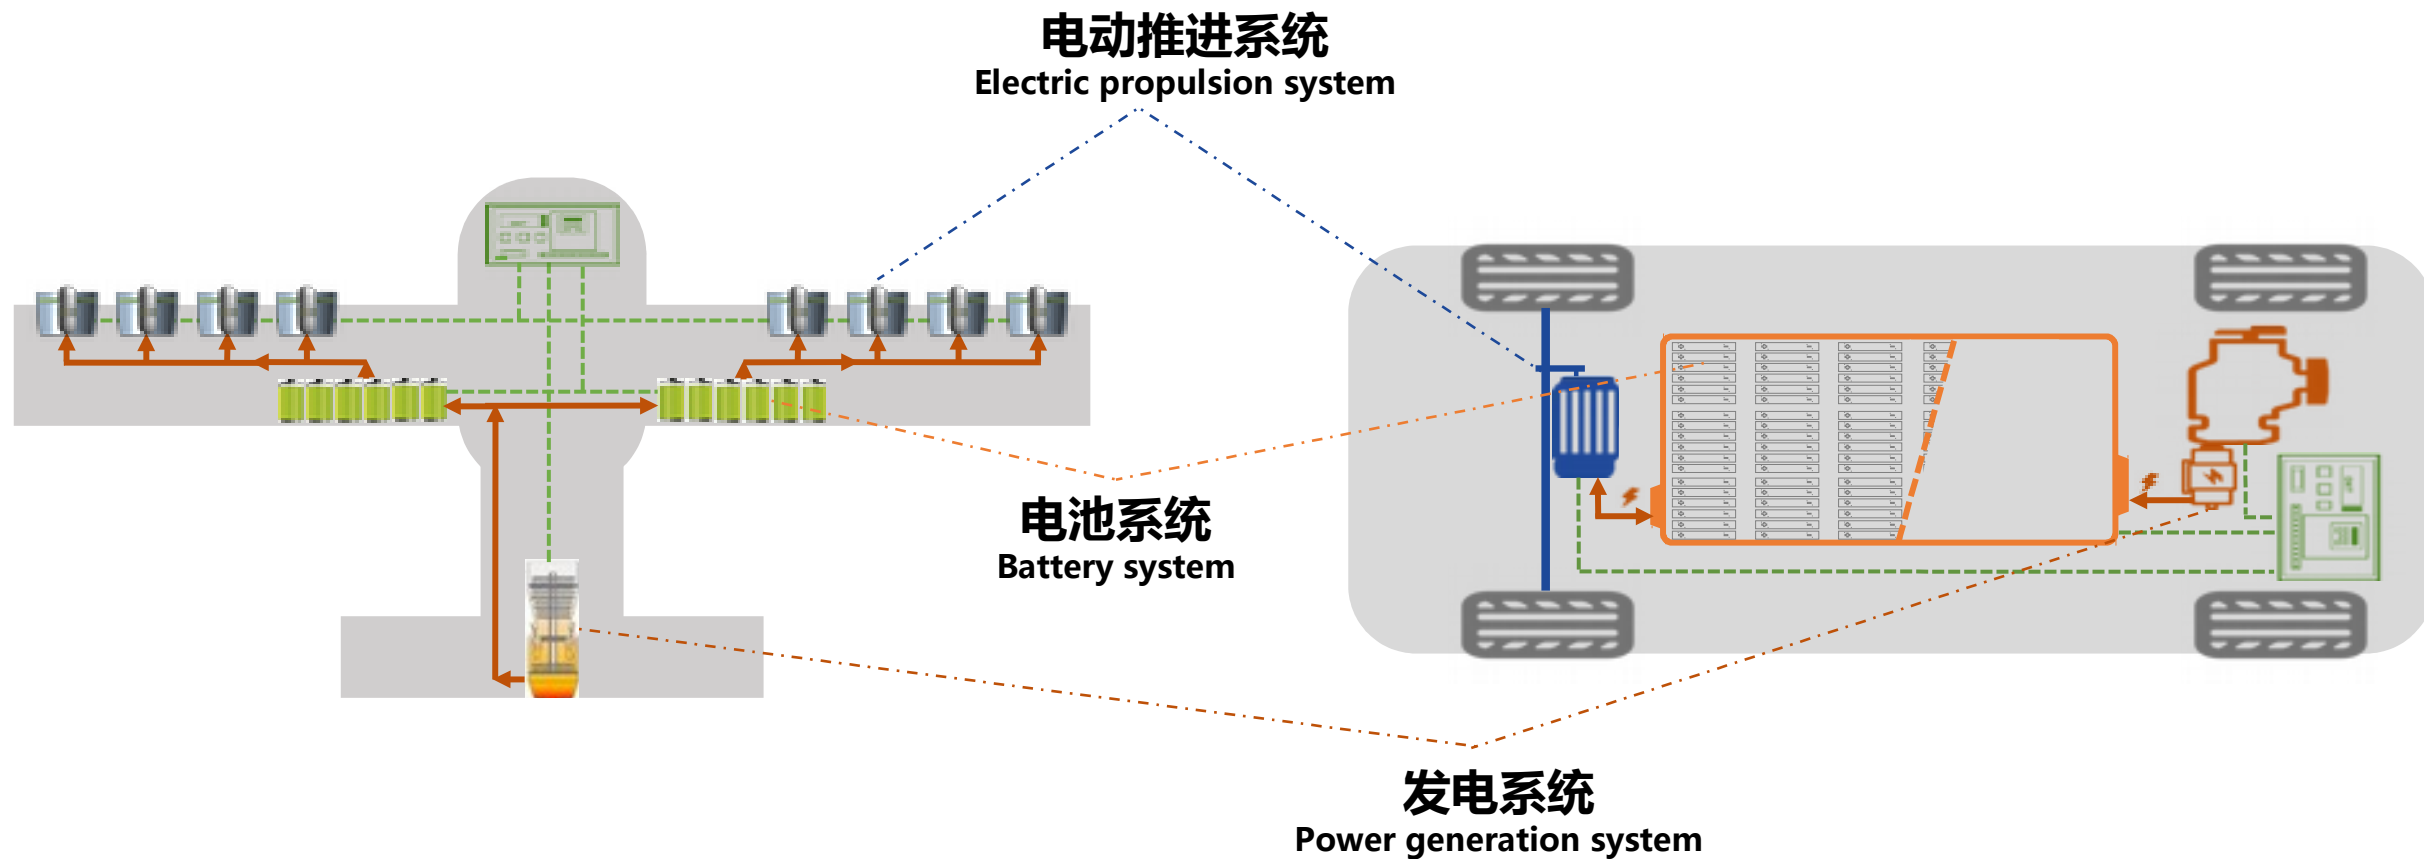 电动推进系统
Electric propulsion system
电池系统
Battery system
发电系统
Power generation system